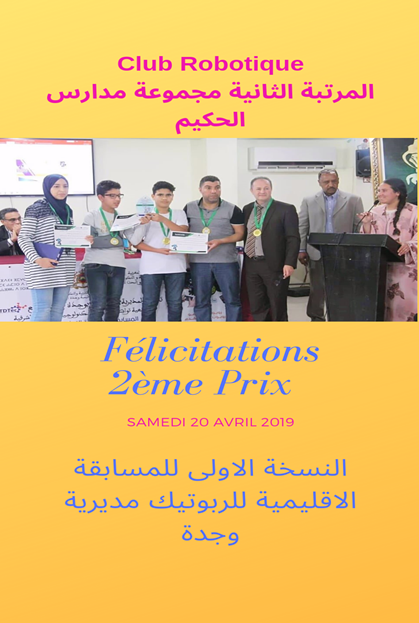 Club Robotique
المرتبة الثانية مجموعة مدارس
الحكيم
Félicitations
2ème Prix
SAMEDI 20 AVRIL 2019
النسخة الاولى للمسابقة
الاقليمية للربوتيك مديرية
وجدة